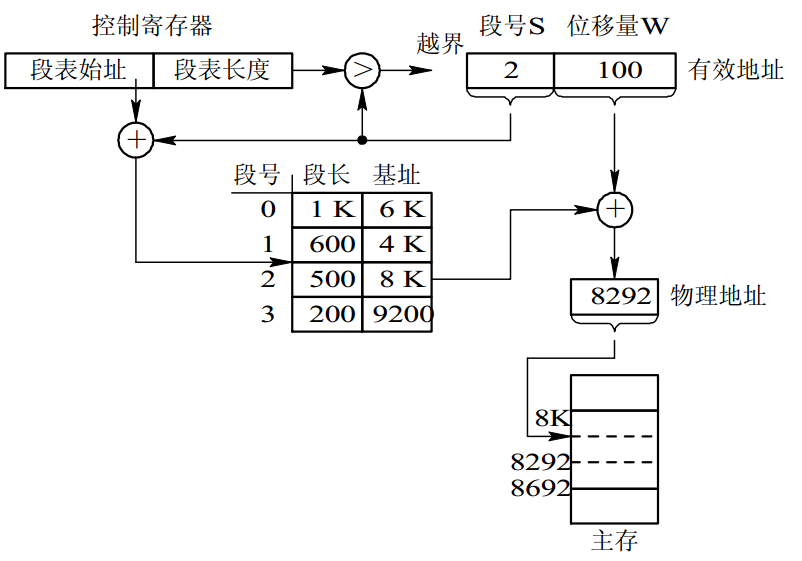 控制寄存器
段表始址 段表长度
>
越界
段号S 位移量W
2 100 有效地址
+
段号 段长 基址
0 1 K 6 K
1 600 4 K
2 500 8 K
3 200 9200
+
8292 物理地址
8K
8292
8692
主存